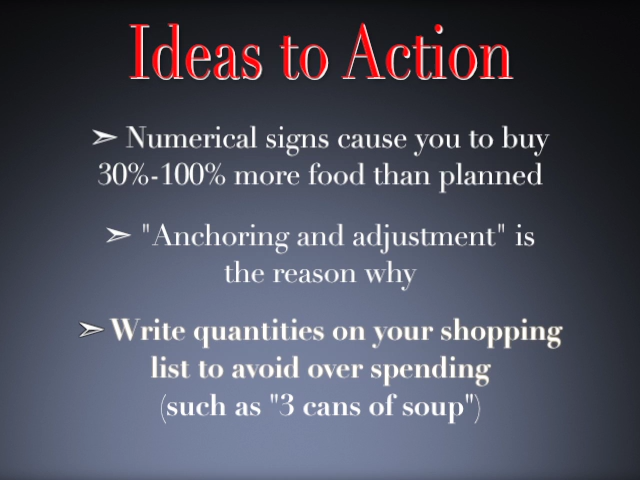 Ideas to Action
➣ Numerical signs cause you to buy
30%-100% more food than planned
➣ "Anchoring and adjustment" is
the reason why
➣ Write quantities on your shopping
list to avoid over spending
(such as "3 cans of soup")